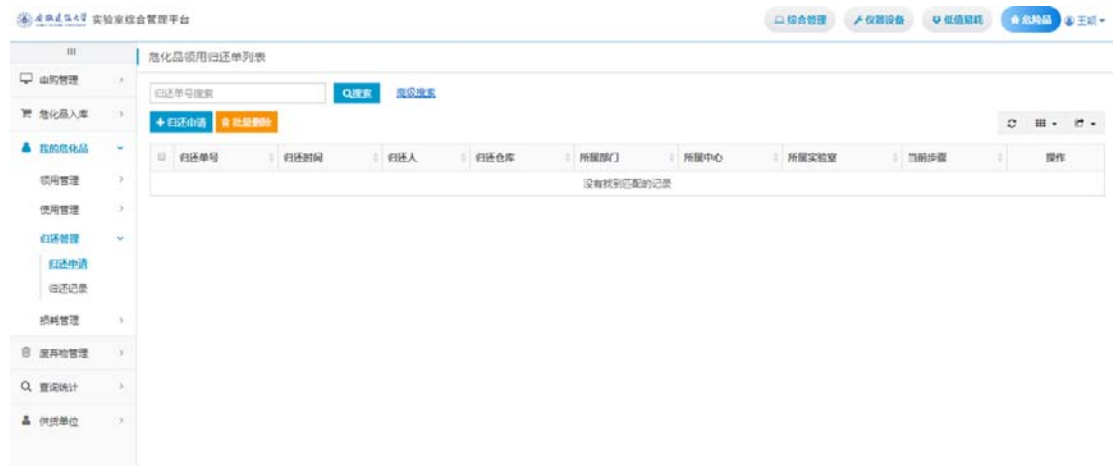 安徽建筑大学 实验室综合管理平台
综合管理
仪器设备
低值易耗
危险品
王颖
申购管理
危化品入库
我的危化品
领用管理
使用管理
归还管理
归还申请
归还记录
损耗管理
废弃物管理
查询统计
供货单位
危化品领用归还单列表
归还单号搜索
搜索
高级搜索
归还申请
批量删除
归还单号 归还时间 归还人 归还仓库 所属部门 所属中心 所属实验室 当前步骤 操作
没有找到匹配的记录